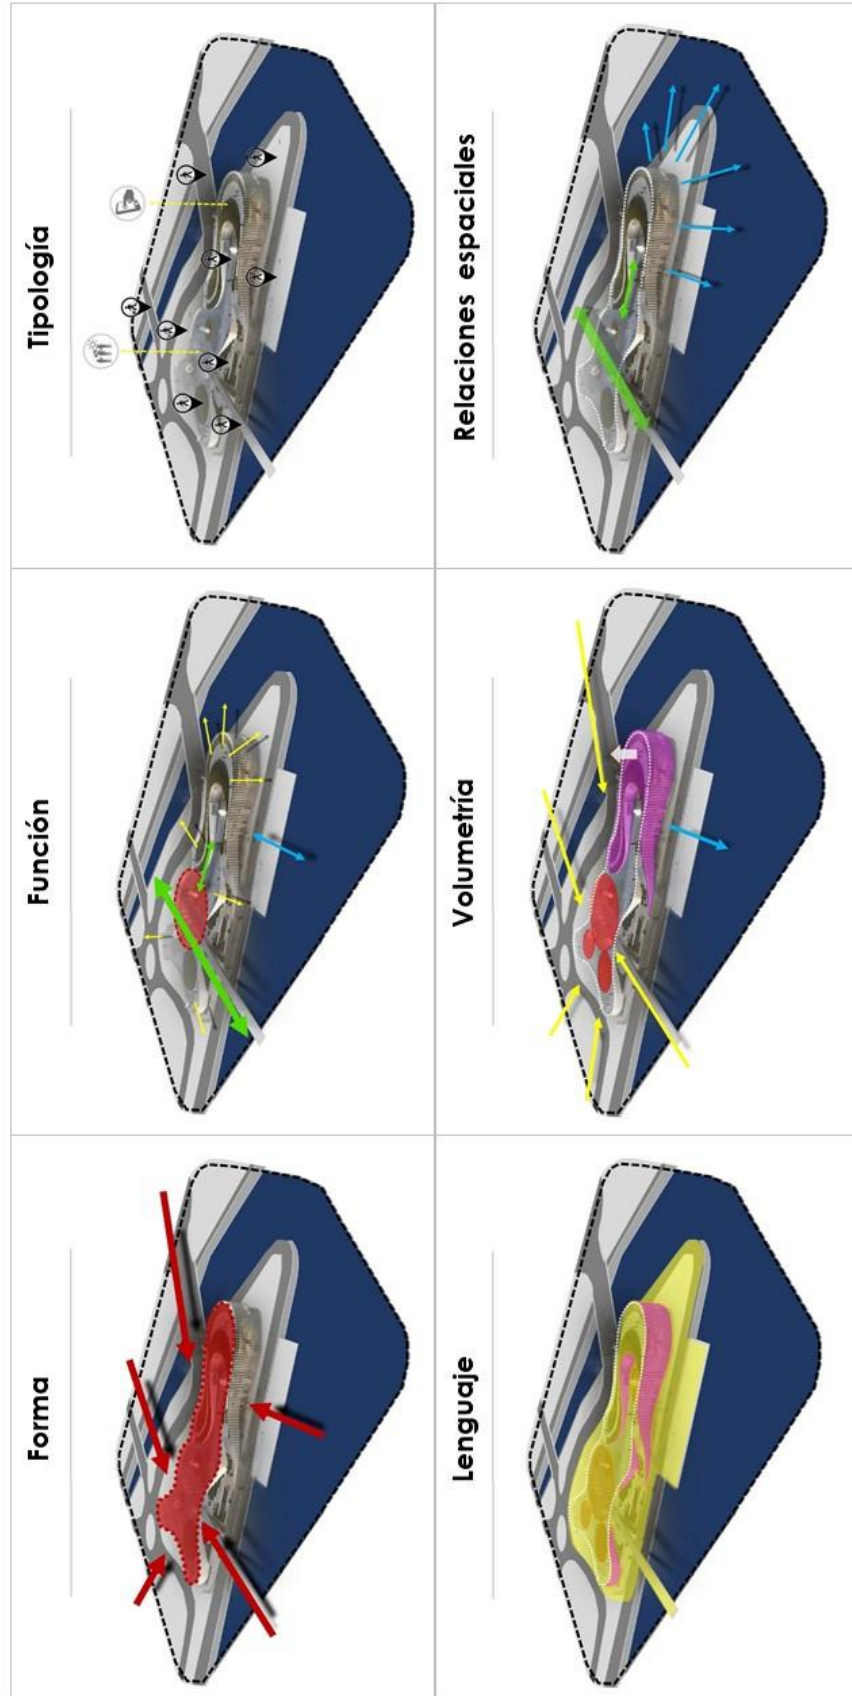 Forma
Función
Tipología
Lenguaje
Volumetría
Relaciones espaciales